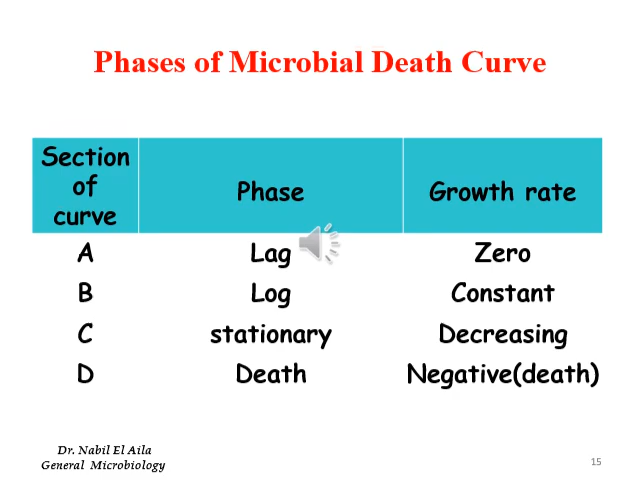 Phases of Microbial Death Curve
Section of curve Phase Growth rate
A Lag Zero
B Log Constant
C stationary Decreasing
D Death Negative(death)
Dr. Nabil El Aila
General Microbiology
15